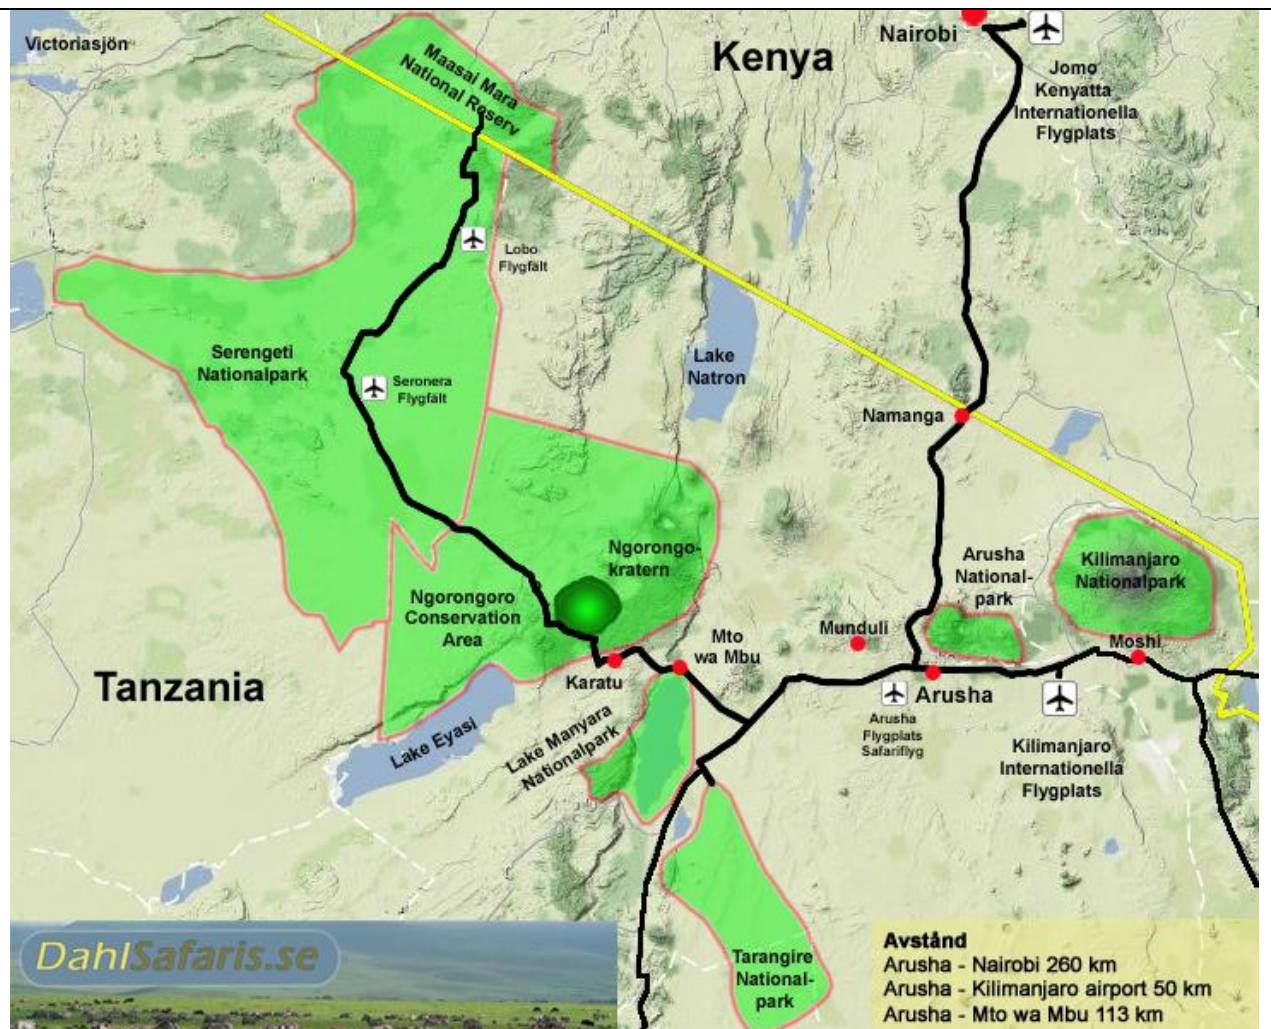 Victoriasjön
Maasai Mara
National Reserv
Kenya
Nairobi
Jomo
Kenyatta
Internationella
Flygplats
Lobo
Flygfält
Serengeti
Nationalpark
Seronera
Flygfält
Lake
Natron
Namanga
Ngorongo-
kratern
Arusha
National-
park
Kilimanjaro
Nationalpark
Ngorongoro
Conservation
Area
Munduli
Mto
wa Mbu
Moshi
Tanzania
Karatu
Arusha
Lake Eyasi
Lake Manyara
Nationalpark
Arusha
Flygplats
Safariflyg
Kilimanjaro
Internationella
Flygplats
Tarangire
National-
park
DahlSafaris.se
Avstånd
Arusha - Nairobi 260 km
Arusha - Kilimanjaro airport 50 km
Arusha - Mto wa Mbu 113 km